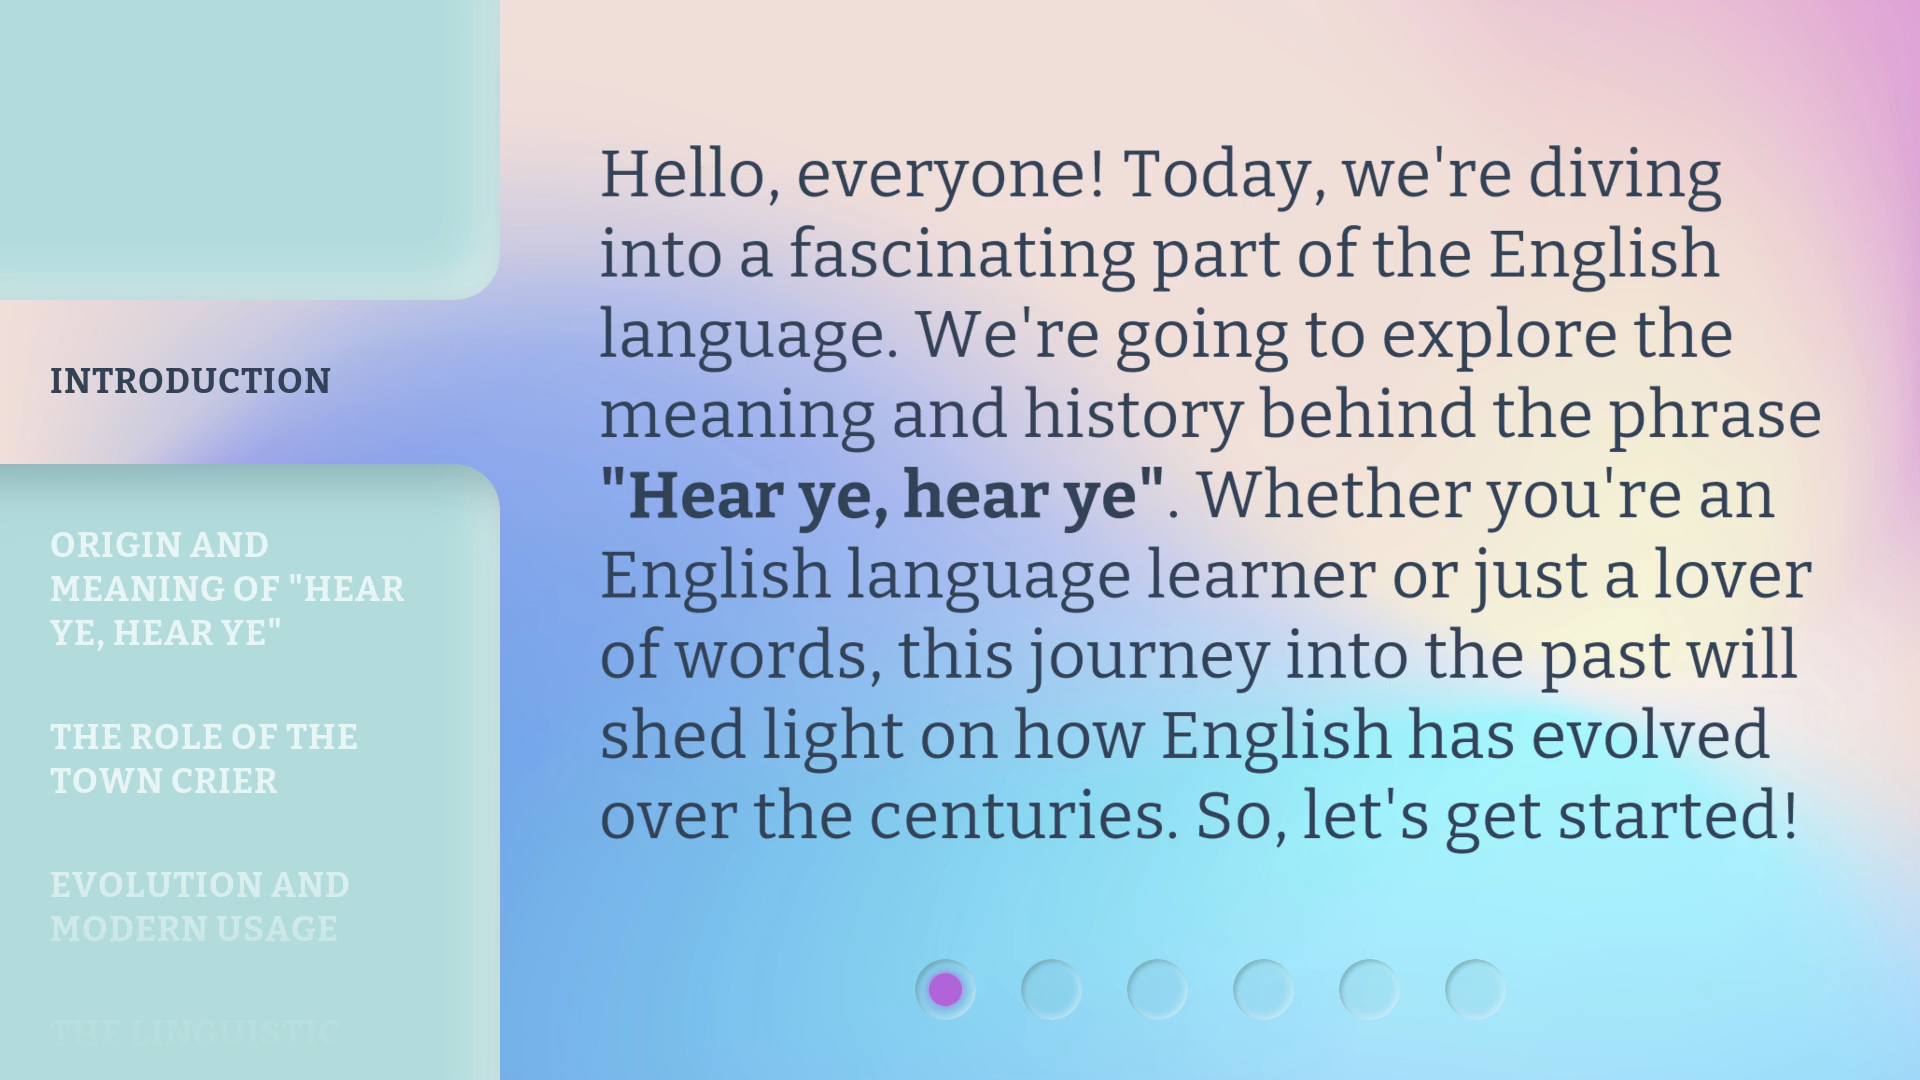 INTRODUCTION
ORIGIN AND
MEANING OF "HEAR
YE, HEAR YE"
THE ROLE OF THE
TOWN CRIER
EVOLUTION AND
MODERN USAGE
THE LINGUISTIC
Hello, everyone! Today, we're diving
into a fascinating part of the English
language. We're going to explore the
meaning and history behind the phrase
"Hear ye, hear ye". Whether you're an
English language learner or just a lover
of words, this journey into the past will
shed light on how English has evolved
over the centuries. So, let's get started!